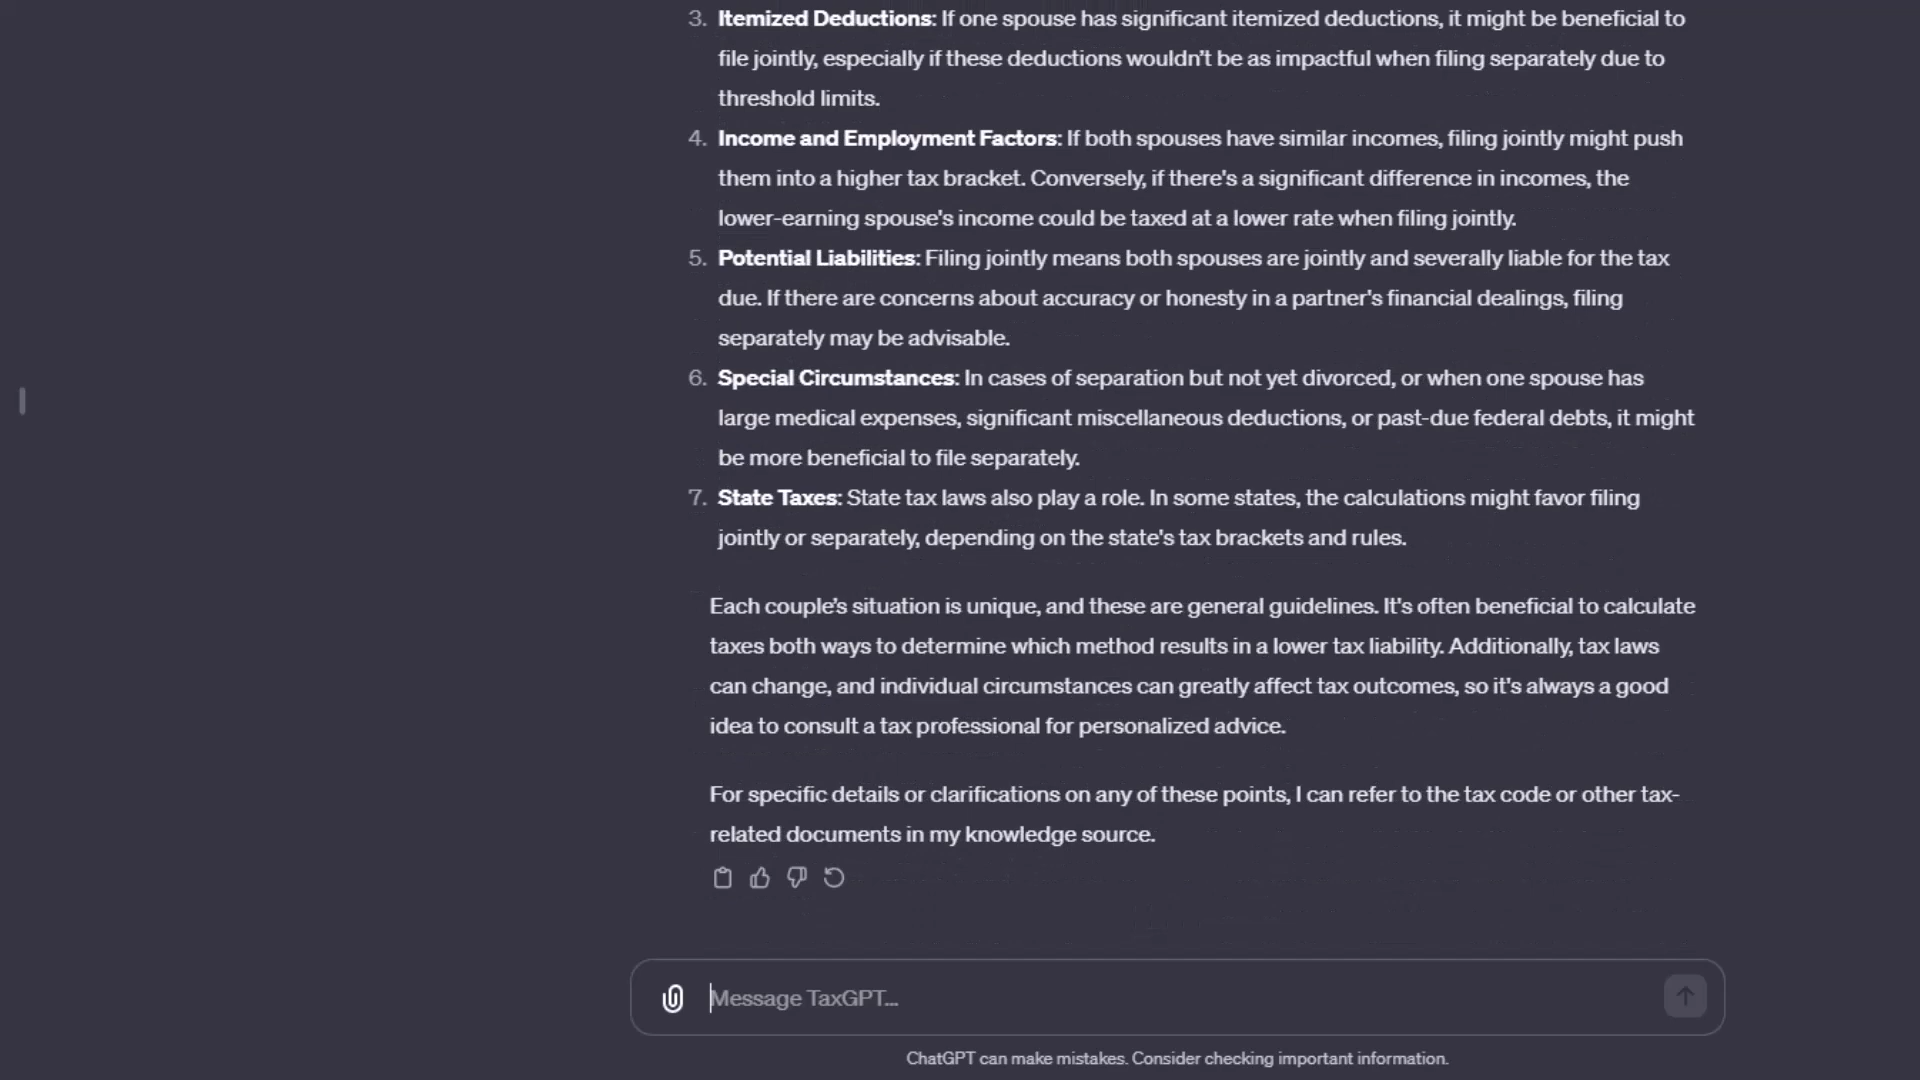 3. Itemized Deductions: If one spouse has significant itemized deductions, it might be beneficial to
file jointly, especially if these deductions wouldn’t be as impactful when filing separately due to
threshold limits.
4. Income and Employment Factors: If both spouses have similar incomes, filing jointly might push
them into a higher tax bracket. Conversely, if there's a significant difference in incomes, the
lower-earning spouse's income could be taxed at a lower rate when filing jointly.
5. Potential Liabilities: Filing jointly means both spouses are jointly and severally liable for the tax
due. If there are concerns about accuracy or honesty in a partner's financial dealings, filing
separately may be advisable.
6. Special Circumstances: In cases of separation but not yet divorced, or when one spouse has
large medical expenses, significant miscellaneous deductions, or past-due federal debts, it might
be more beneficial to file separately.
7. State Taxes: State tax laws also play a role. In some states, the calculations might favor filing
jointly or separately, depending on the state's tax brackets and rules.
Each couple’s situation is unique, and these are general guidelines. It's often beneficial to calculate
taxes both ways to determine which method results in a lower tax liability. Additionally, tax laws
can change, and individual circumstances can greatly affect tax outcomes, so it's always a good
idea to consult a tax professional for personalized advice.
For specific details or clarifications on any of these points, I can refer to the tax code or other tax-
related documents in my knowledge source.
Message TaxGPT...
ChatGPT can make mistakes. Consider checking important information.